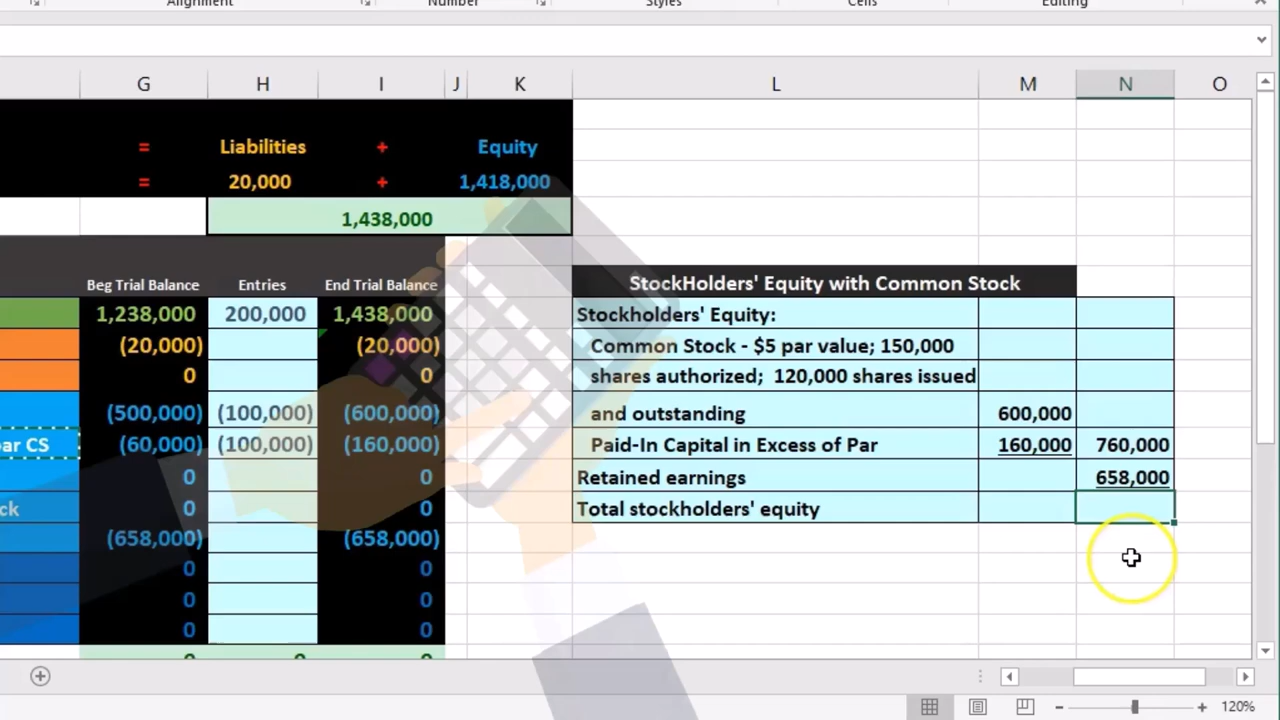 Alignment Number Styles Cells Editing
G H I J K L M N O
= Liabilities + Equity
= 20,000 + 1,418,000
1,438,000
Beg Trial Balance Entries End Trial Balance StockHolders' Equity with Common Stock
1,238,000 200,000 1,438,000 Stockholders' Equity:
(20,000) (20,000) Common Stock - $5 par value; 150,000
0 0 shares authorized; 120,000 shares issued
(500,000) (100,000) (600,000) and outstanding 600,000
par CS (60,000) (100,000) (160,000) Paid-In Capital in Excess of Par 160,000 760,000
0 0 Retained earnings 658,000
ck 0 0 Total stockholders' equity
(658,000) (658,000)
0 0
0 0
0 0
0 0 0
120%